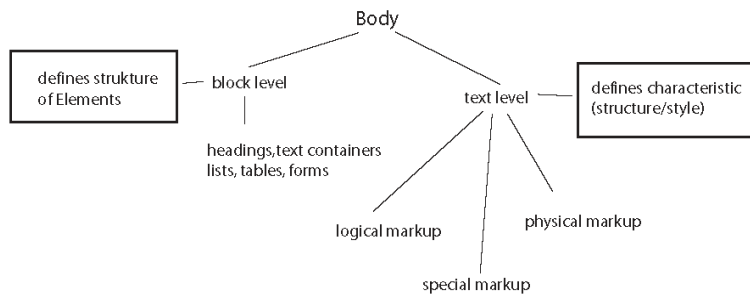 Body
defines strukture
of Elements
block level
text level
defines characteristic
(structure/style)
headings,text containers
lists, tables, forms
logical markup
physical markup
special markup